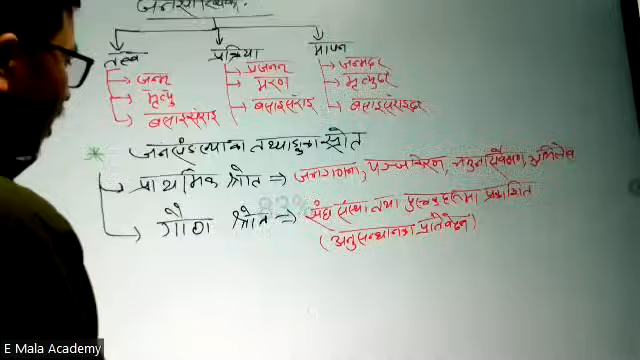 तत्त्व प्रक्रिया मापन
जन्म प्रजनन जन्मदर
मृत्यु मरण मृत्युदर
बसाइसराई बसाइसराई बसाइसराइदर
* जनसंख्याका तथ्याङ्कका स्रोत
प्राथमिक श्रोत ⇒ जनगणना, पञ्जीकरण, नमुना सर्वेक्षण, अभिलेख
गौण श्रोत ⇒ संघ संस्था तथा पुस्तकहरूमा प्रकाशित
(अनुसन्धानका प्रतिवेदन)
E Mala Academy